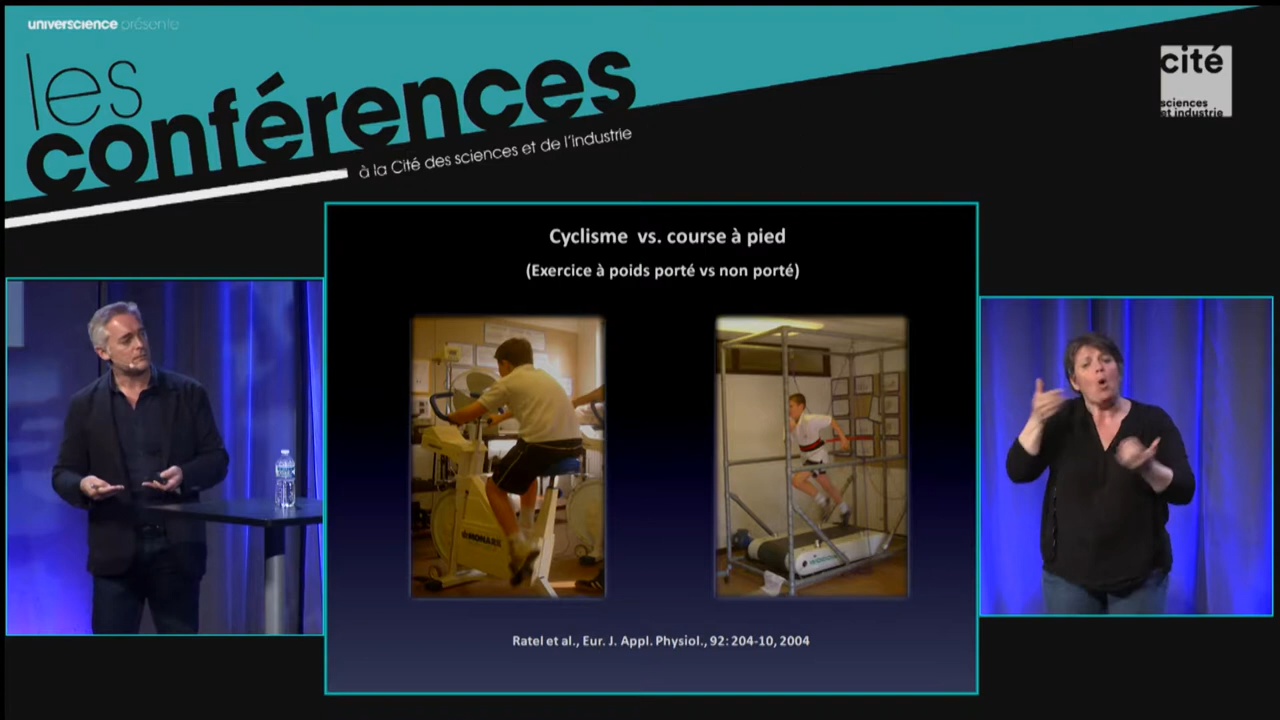 universcience présente
les
conférences
à la Cité des sciences et de l'industrie
cité
sciences
et industrie
Cyclisme vs. course à pied
(Exercice à poids porté vs non porté)
MONARK
Ratel et al., Eur. J. Appl. Physiol., 92: 204-10, 2004